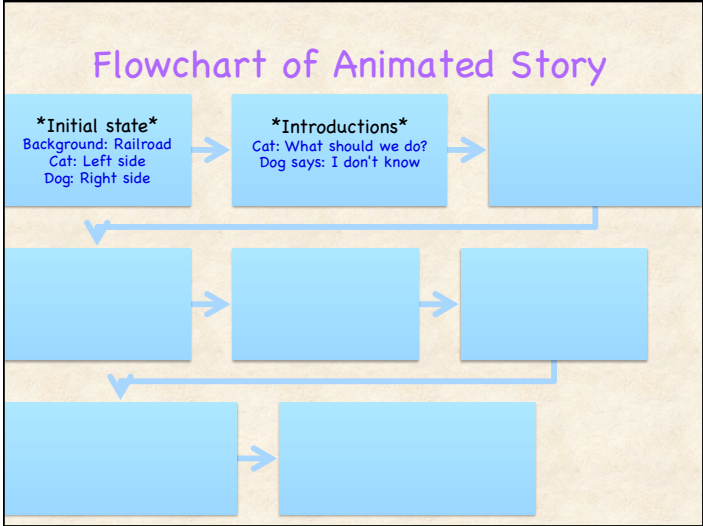 Flowchart of Animated Story
*Initial state*
Background: Railroad
Cat: Left side
Dog: Right side
*Introductions*
Cat: What should we do?
Dog says: I don't know